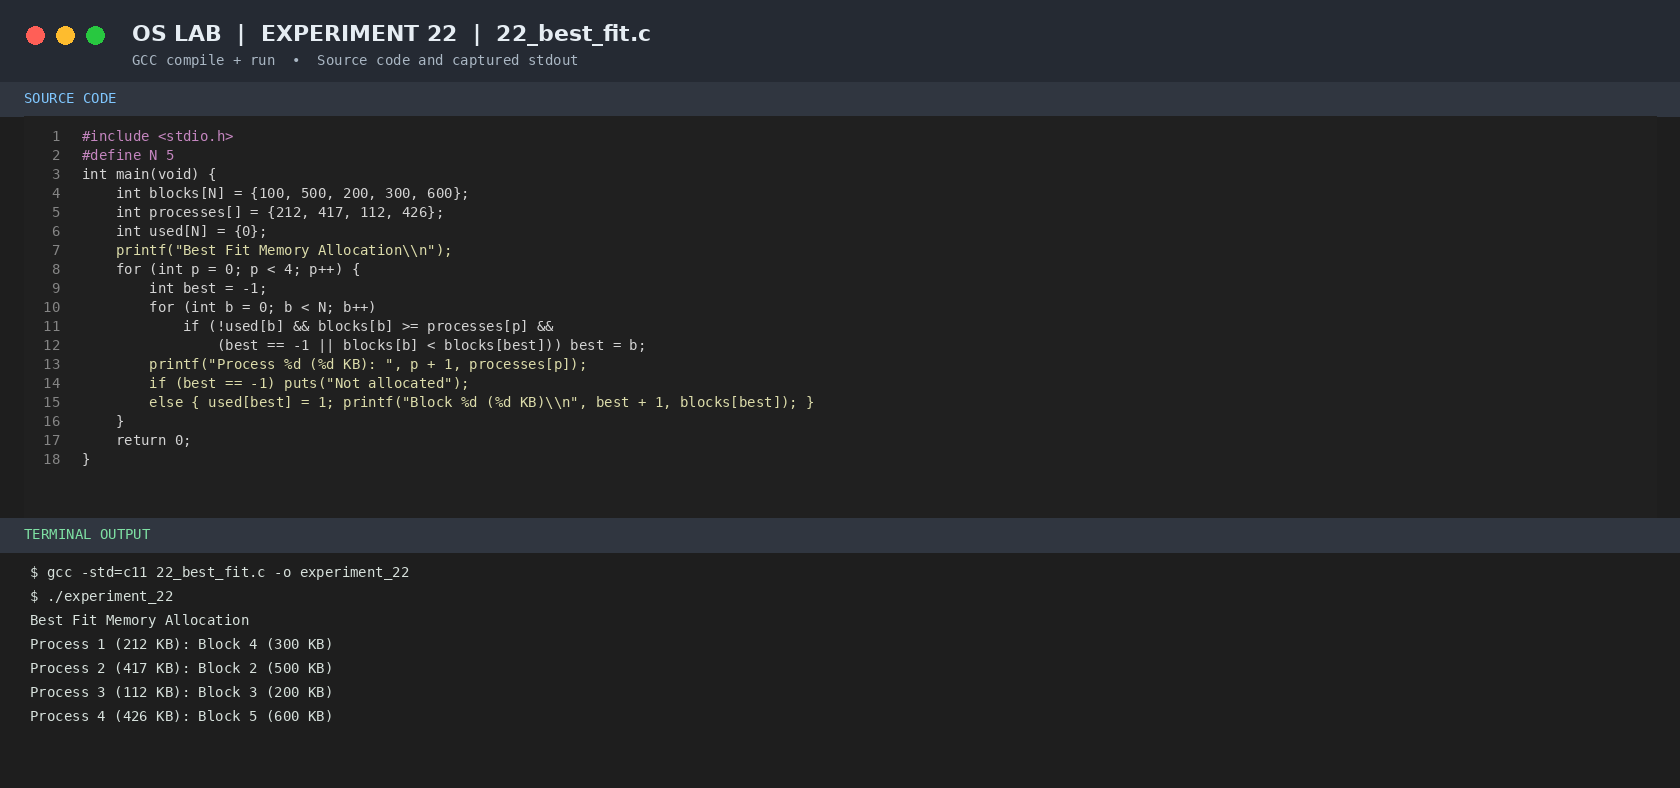 OS LAB | EXPERIMENT 22 | 22_best_fit.c
GCC compile + run • Source code and captured stdout
SOURCE CODE
1 #include <stdio.h>
2 #define N 5
3 int main(void) {
4     int blocks[N] = {100, 500, 200, 300, 600};
5     int processes[] = {212, 417, 112, 426};
6     int used[N] = {0};
7     printf("Best Fit Memory Allocation\\n");
8     for (int p = 0; p < 4; p++) {
9         int best = -1;
10         for (int b = 0; b < N; b++)
11             if (!used[b] && blocks[b] >= processes[p] &&
12                 (best == -1 || blocks[b] < blocks[best])) best = b;
13         printf("Process %d (%d KB): ", p + 1, processes[p]);
14         if (best == -1) puts("Not allocated");
15         else { used[best] = 1; printf("Block %d (%d KB)\\n", best + 1, blocks[best]); }
16     }
17     return 0;
18 }
TERMINAL OUTPUT
$ gcc -std=c11 22_best_fit.c -o experiment_22
$ ./experiment_22
Best Fit Memory Allocation
Process 1 (212 KB): Block 4 (300 KB)
Process 2 (417 KB): Block 2 (500 KB)
Process 3 (112 KB): Block 3 (200 KB)
Process 4 (426 KB): Block 5 (600 KB)